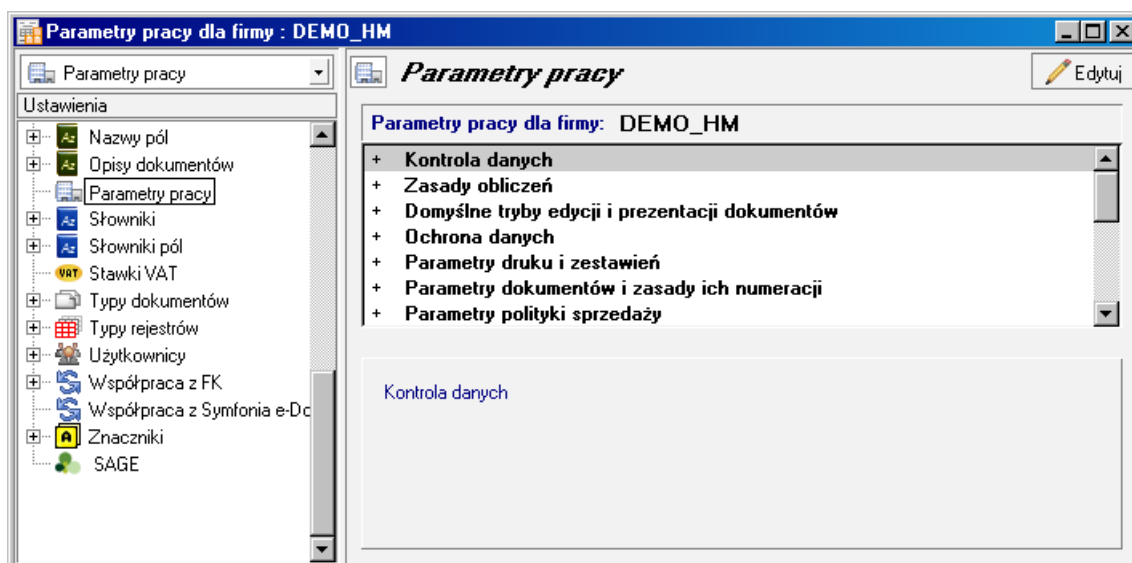 Parametry pracy dla firmy : DEMO_HM
Parametry pracy
Ustawienia
Nazwy pól
Opisy dokumentów
Parametry pracy
Słowniki
Słowniki pól
VAT Stawki VAT
Typy dokumentów
Typy rejestrów
Użytkownicy
Współpraca z FK
Współpraca z Symfonia e-Do
Znaczniki
SAGE
Parametry pracy
Edytuj
Parametry pracy dla firmy: DEMO_HM
+ Kontrola danych
+ Zasady obliczeń
+ Domyślne tryby edycji i prezentacji dokumentów
+ Ochrona danych
+ Parametry druku i zestawień
+ Parametry dokumentów i zasady ich numeracji
+ Parametry polityki sprzedaży
Kontrola danych